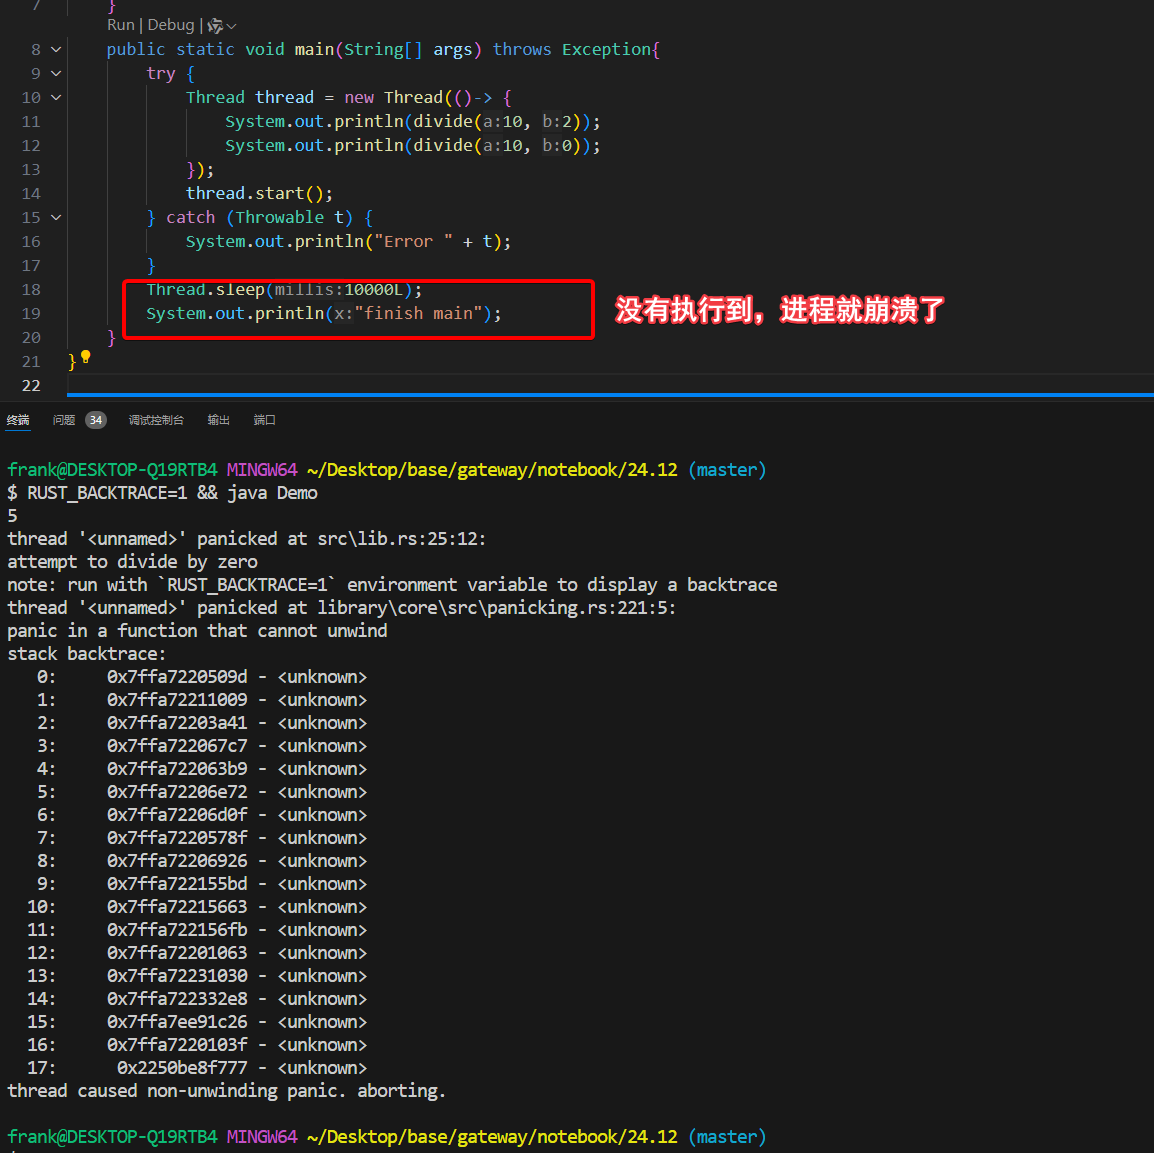 7 }
Run | Debug |
8 public static void main(String[] args) throws Exception{
9 try {
10 Thread thread = new Thread(()-> {
11 System.out.println(divide(a:10, b:2));
12 System.out.println(divide(a:10, b:0));
13 });
14 thread.start();
15 } catch (Throwable t) {
16 System.out.println("Error " + t);
17 }
18 Thread.sleep(millis:10000L);
19 System.out.println(x:"finish main");
没有执行到，进程就崩溃了
20 }
21 }
22
终端 问题 34 调试控制台 输出 端口
frank@DESKTOP-Q19RTB4 MINGW64 ~/Desktop/base/gateway/notebook/24.12 (master)
$ RUST_BACKTRACE=1 && java Demo
5
thread '<unnamed>' panicked at src\lib.rs:25:12:
attempt to divide by zero
note: run with `RUST_BACKTRACE=1` environment variable to display a backtrace
thread '<unnamed>' panicked at library\core\src\panicking.rs:221:5:
panic in a function that cannot unwind
stack backtrace:
0: 0x7ffa7220509d - <unknown>
1: 0x7ffa72211009 - <unknown>
2: 0x7ffa72203a41 - <unknown>
3: 0x7ffa722067c7 - <unknown>
4: 0x7ffa722063b9 - <unknown>
5: 0x7ffa72206e72 - <unknown>
6: 0x7ffa72206d0f - <unknown>
7: 0x7ffa7220578f - <unknown>
8: 0x7ffa72206926 - <unknown>
9: 0x7ffa722155bd - <unknown>
10: 0x7ffa72215663 - <unknown>
11: 0x7ffa722156fb - <unknown>
12: 0x7ffa72201063 - <unknown>
13: 0x7ffa72231030 - <unknown>
14: 0x7ffa722332e8 - <unknown>
15: 0x7ffa7ee91c26 - <unknown>
16: 0x7ffa7220103f - <unknown>
17: 0x2250be8f777 - <unknown>
thread caused non-unwinding panic. aborting.
frank@DESKTOP-Q19RTB4 MINGW64 ~/Desktop/base/gateway/notebook/24.12 (master)